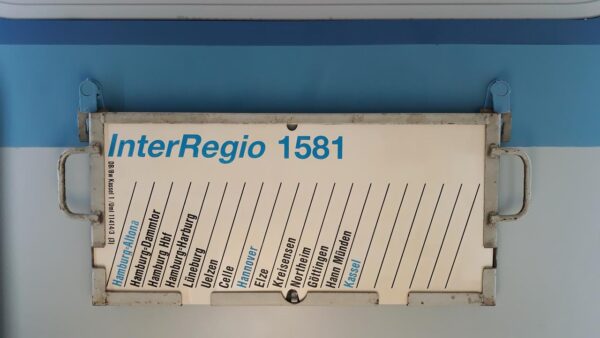 InterRegio 1581
Hamburg-Altona
Hamburg-Dammtor
Hamburg Hbf
Hamburg-Harburg
Lüneburg
Uelzen
Celle
Hannover
Elze
Kreiensen
Northeim
Göttingen
Hann Münden
Kassel